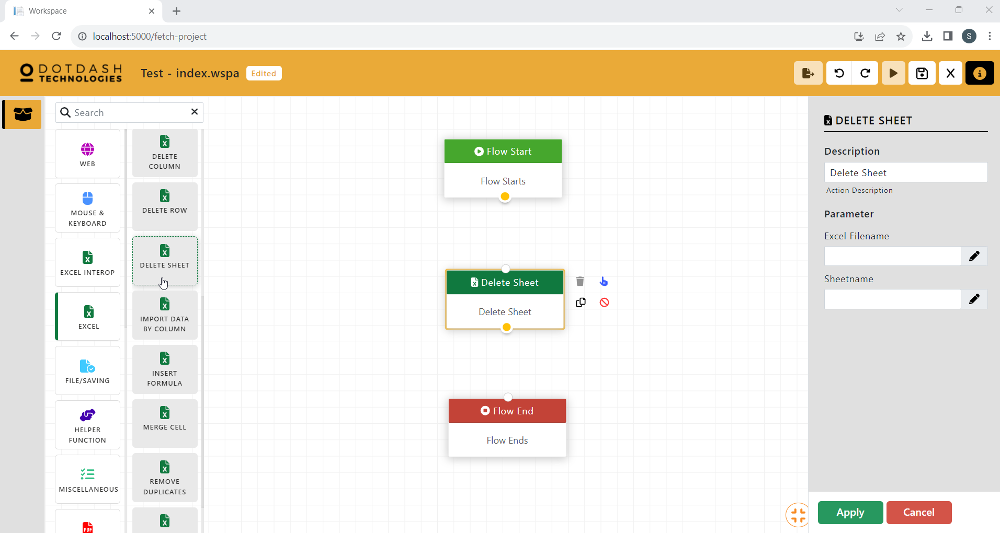 Workspace
localhost:5000/fetch-project
S
DOTDASH
TECHNOLOGIES
Test - index.wspa
Edited
Search
WEB
MOUSE &
KEYBOARD
EXCEL INTEROP
EXCEL
FILE/SAVING
HELPER
FUNCTION
MISCELLANEOUS
PDF
DELETE
COLUMN
DELETE ROW
DELETE SHEET
IMPORT DATA
BY COLUMN
INSERT
FORMULA
MERGE CELL
REMOVE
DUPLICATES
Flow Start
Flow Starts
Delete Sheet
Delete Sheet
Flow End
Flow Ends
DELETE SHEET
Description
Delete Sheet
Action Description
Parameter
Excel Filename
Sheetname
Apply
Cancel